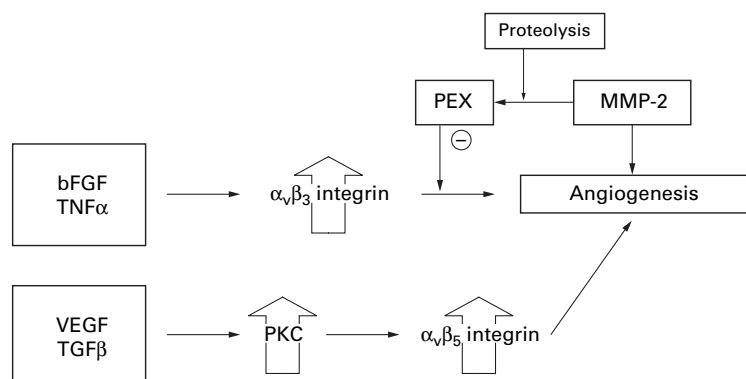 Proteolysis
PEX
MMP-2
−
bFGF
TNFα
αᵥβ₃ integrin
Angiogenesis
VEGF
TGFβ
PKC
αᵥβ₅ integrin